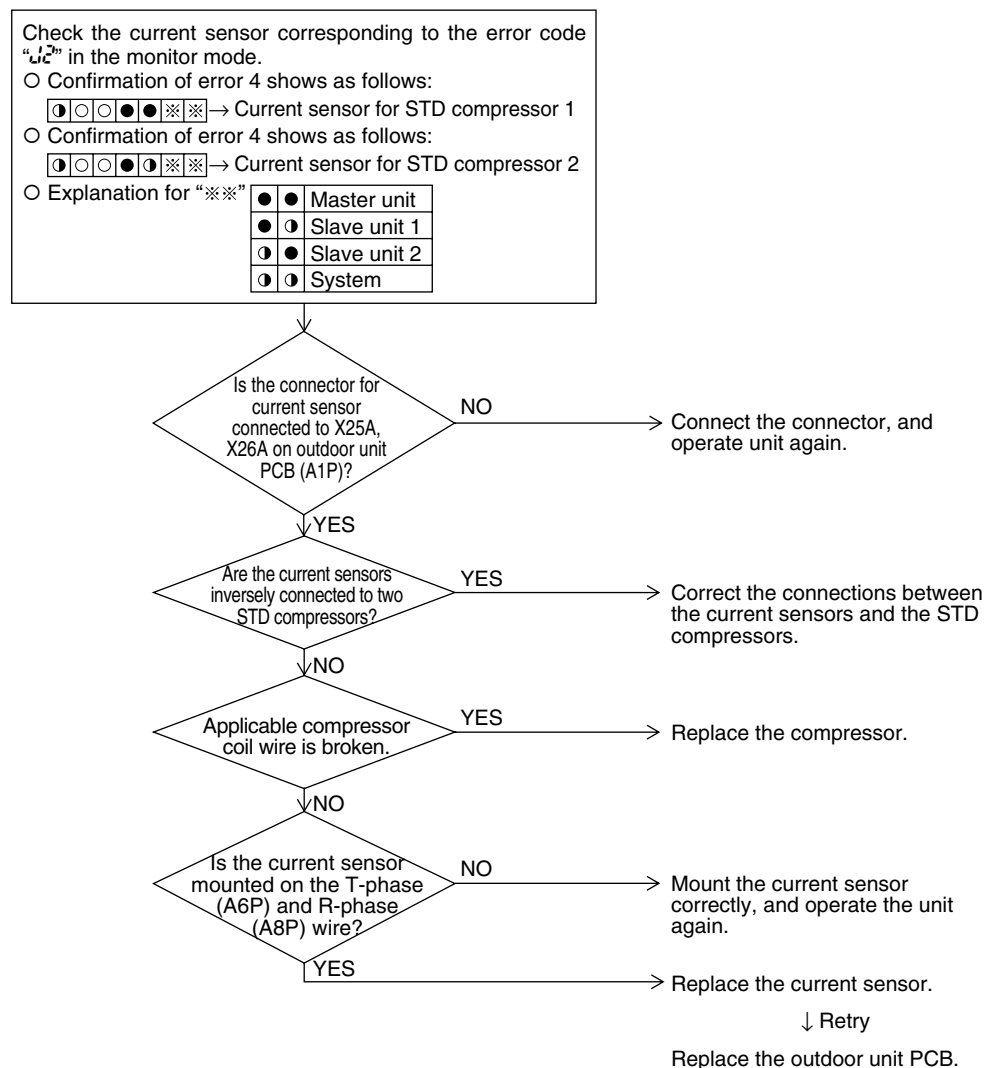 Check the current sensor corresponding to the error code
“J2” in the monitor mode.
○ Confirmation of error 4 shows as follows:
◑ ○ ○ ● ● ※ ※ → Current sensor for STD compressor 1
○ Confirmation of error 4 shows as follows:
◑ ○ ○ ● ◑ ※ ※ → Current sensor for STD compressor 2
○ Explanation for “※※”
● ● Master unit
● ◑ Slave unit 1
◑ ● Slave unit 2
◑ ◑ System
Is the connector for
current sensor
connected to X25A,
X26A on outdoor unit
PCB (A1P)?
NO
Connect the connector, and
operate unit again.
YES
Are the current sensors
inversely connected to two
STD compressors?
YES
Correct the connections between
the current sensors and the STD
compressors.
NO
Applicable compressor
coil wire is broken.
YES
Replace the compressor.
NO
Is the current sensor
mounted on the T-phase
(A6P) and R-phase
(A8P) wire?
NO
Mount the current sensor
correctly, and operate the unit
again.
YES
Replace the current sensor.
↓ Retry
Replace the outdoor unit PCB.